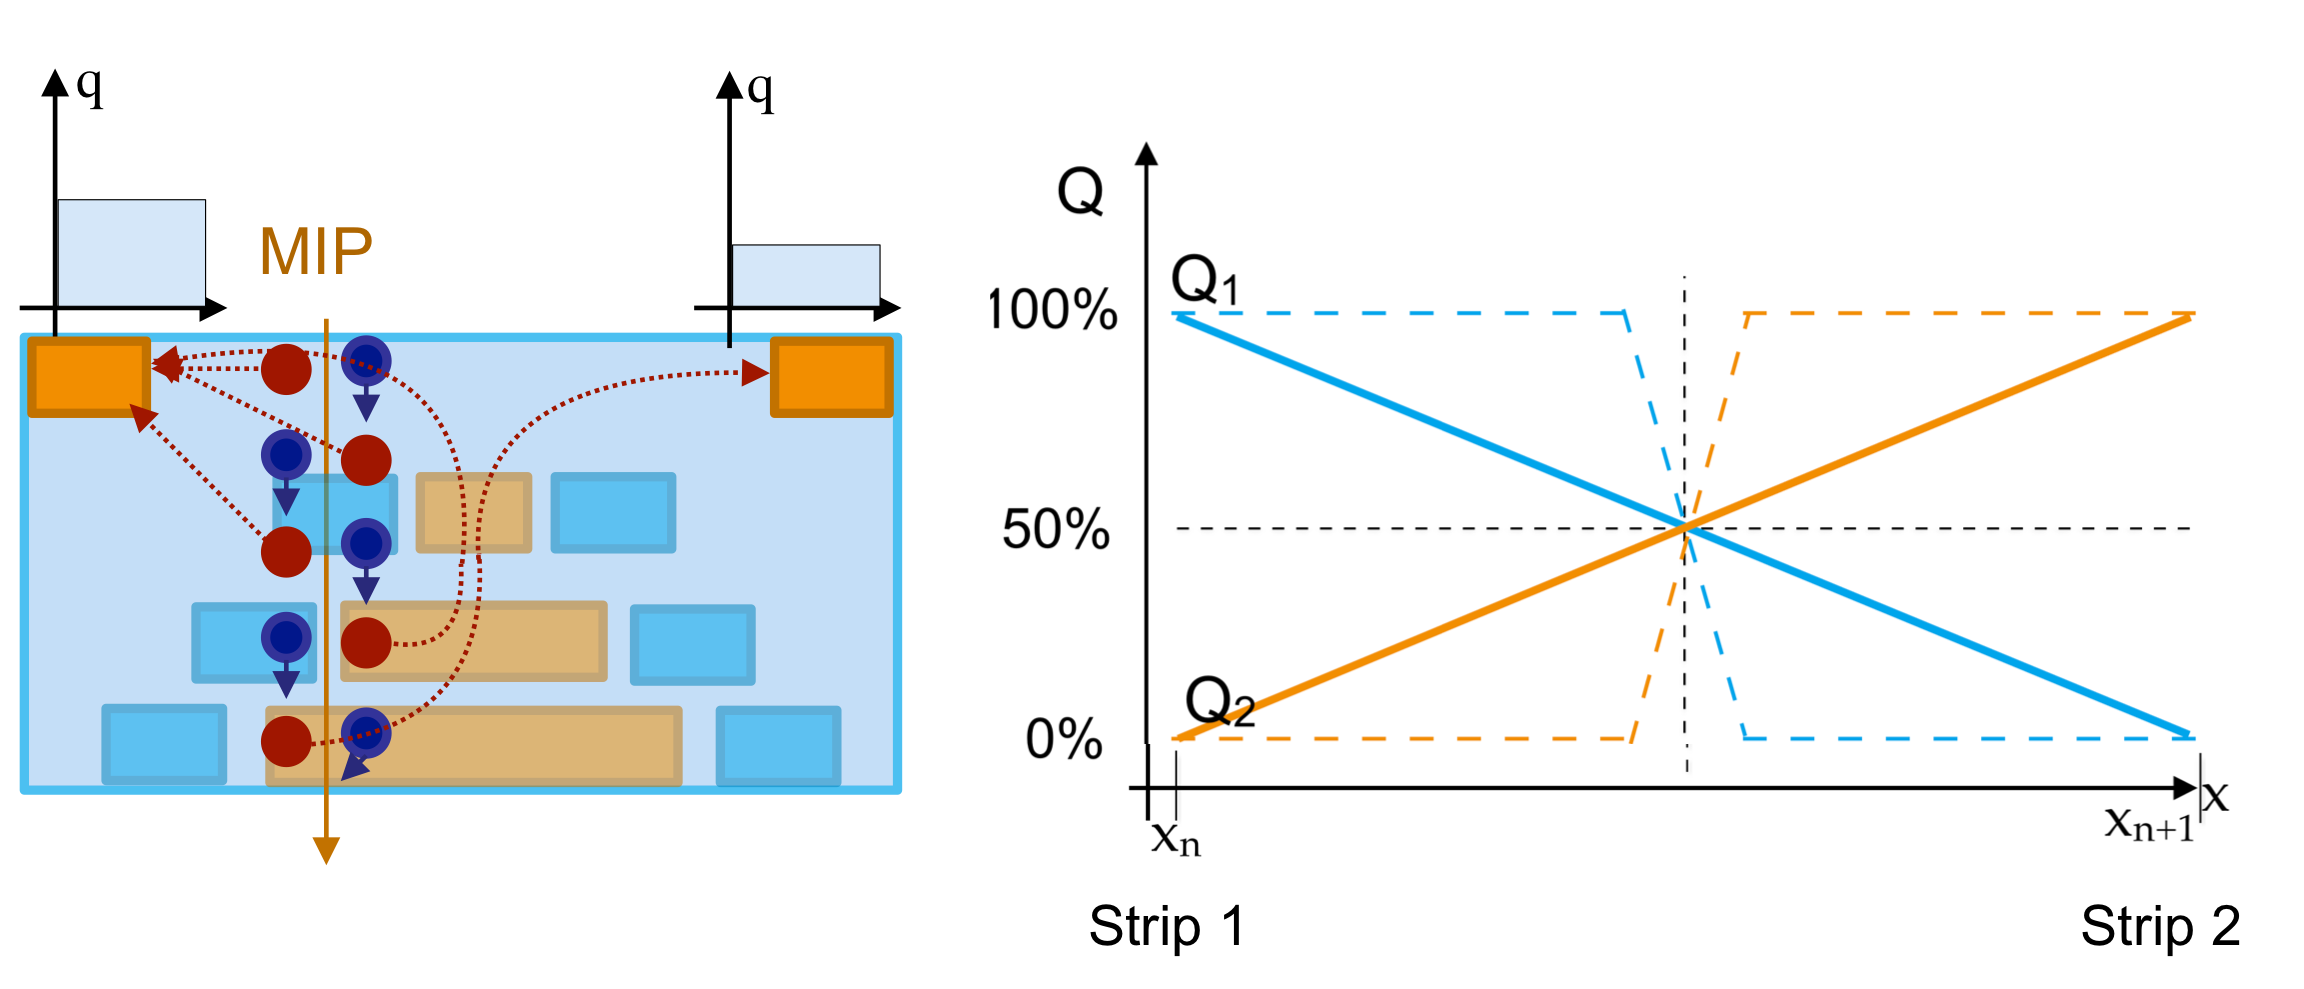 q
q
MIP
Q
Q1
100%
50%
Q2
0%
xn
xn+1
x
Strip 1
Strip 2